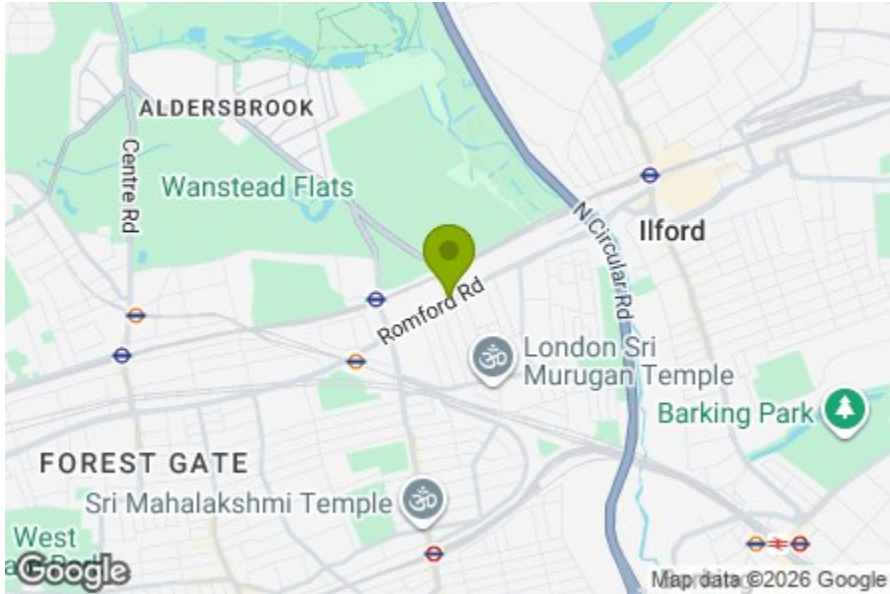 ALDERSBROOK
Centre Rd
Wanstead Flats
N Circular Rd
Ilford
Romford Rd
London Sri
Murugan Temple
Barking Park
FOREST GATE
Sri Mahalakshmi Temple
West
Google
Map data ©2026 Google